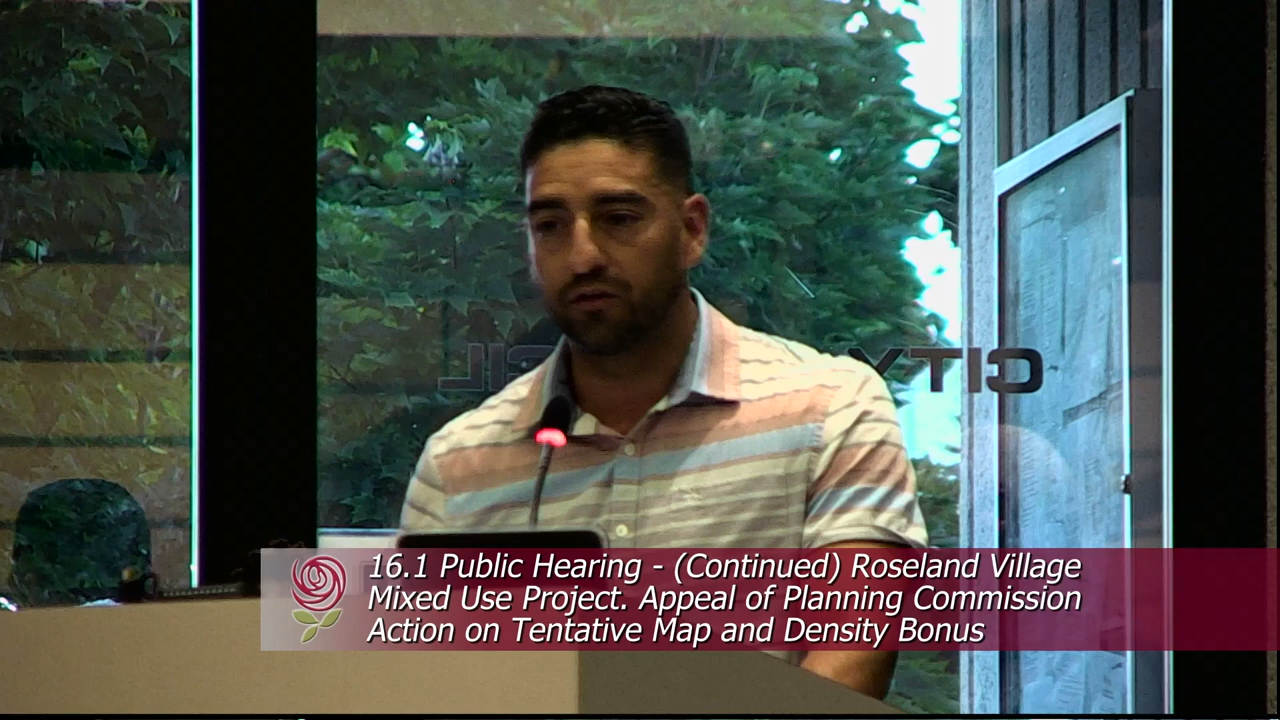 CITY
16.1 Public Hearing - (Continued) Roseland Village
Mixed Use Project. Appeal of Planning Commission
Action on Tentative Map and Density Bonus